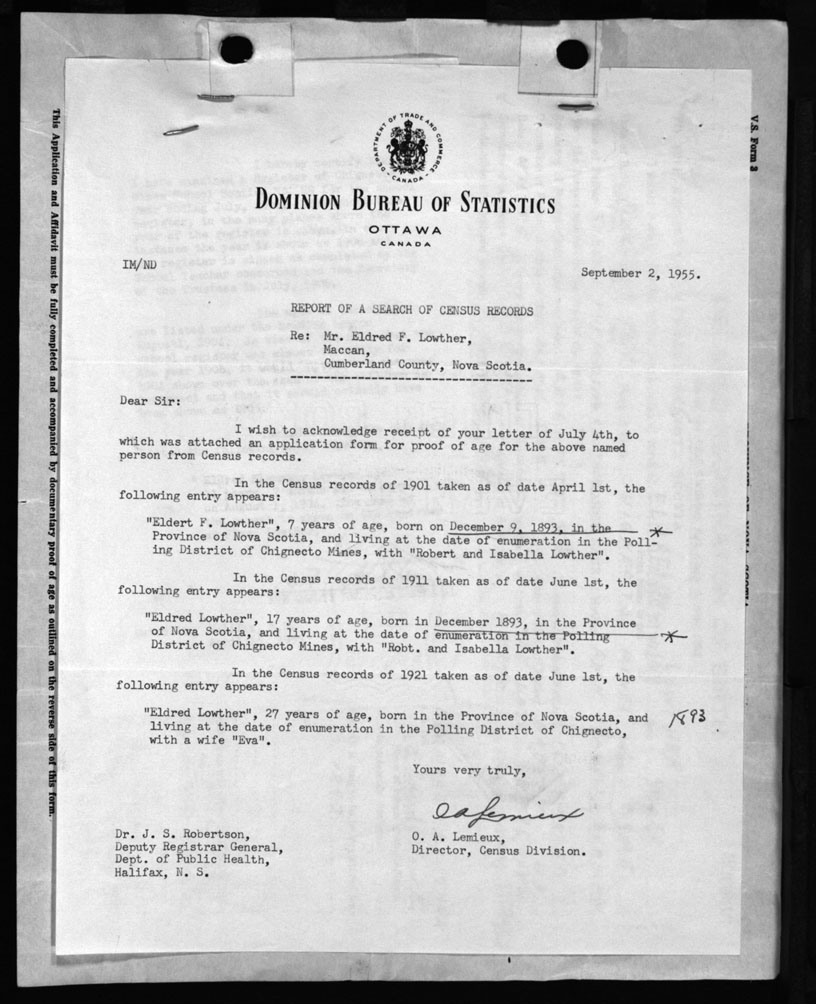 This Application and Affidavit must be fully completed and accompanied by documentary proof of age as outlined on the reverse side of this form.
V.S. Form 3
DEPARTMENT OF TRADE AND COMMERCE
CANADA
DOMINION BUREAU OF STATISTICS
OTTAWA
CANADA
IM/ND
September 2, 1955.
REPORT OF A SEARCH OF CENSUS RECORDS
Re: Mr. Eldred F. Lowther,
Maccan,
Cumberland County, Nova Scotia.
Dear Sir:
I wish to acknowledge receipt of your letter of July 4th, to
which was attached an application form for proof of age for the above named
person from Census records.
In the Census records of 1901 taken as of date April 1st, the
following entry appears:
"Eldert F. Lowther", 7 years of age, born on December 9, 1893, in the
Province of Nova Scotia, and living at the date of enumeration in the Poll-
ing District of Chignecto Mines, with "Robert and Isabella Lowther".
In the Census records of 1911 taken as of date June 1st, the
following entry appears:
"Eldred Lowther", 17 years of age, born in December 1893, in the Province
of Nova Scotia, and living at the date of enumeration in the Polling
District of Chignecto Mines, with "Robt. and Isabella Lowther".
In the Census records of 1921 taken as of date June 1st, the
following entry appears:
"Eldred Lowther", 27 years of age, born in the Province of Nova Scotia, and 1893
living at the date of enumeration in the Polling District of Chignecto,
with a wife "Eva".
Yours very truly,
O A Lemieux
O. A. Lemieux,
Director, Census Division.
Dr. J. S. Robertson,
Deputy Registrar General,
Dept. of Public Health,
Halifax, N. S.